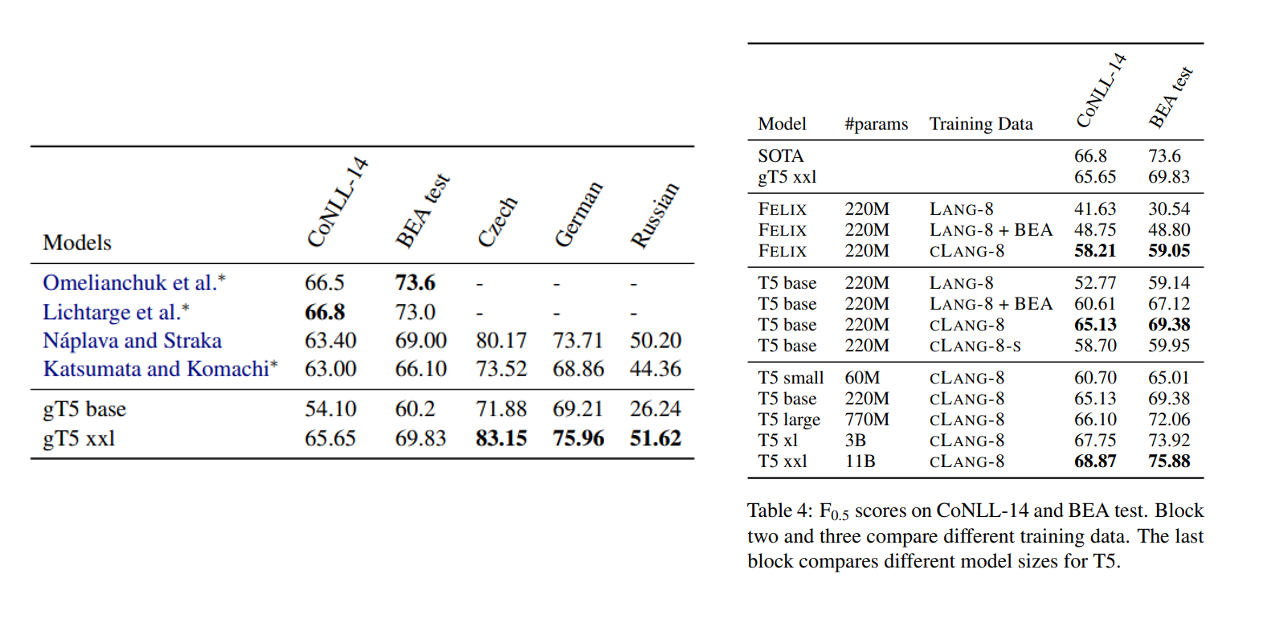 Models CoNLL-14 BEA test Czech German Russian
Omelianchuk et al.* 66.5 73.6 - - -
Lichtarge et al.* 66.8 73.0 - - -
Náplava and Straka 63.40 69.00 80.17 73.71 50.20
Katsumata and Komachi* 63.00 66.10 73.52 68.86 44.36
gT5 base 54.10 60.2 71.88 69.21 26.24
gT5 xxl 65.65 69.83 83.15 75.96 51.62
Model #params Training Data CoNLL-14 BEA test
SOTA 66.8 73.6
gT5 xxl 65.65 69.83
FELIX 220M LANG-8 41.63 30.54
FELIX 220M LANG-8 + BEA 48.75 48.80
FELIX 220M CLANG-8 58.21 59.05
T5 base 220M LANG-8 52.77 59.14
T5 base 220M LANG-8 + BEA 60.61 67.12
T5 base 220M CLANG-8 65.13 69.38
T5 base 220M CLANG-8-S 58.70 59.95
T5 small 60M CLANG-8 60.70 65.01
T5 base 220M CLANG-8 65.13 69.38
T5 large 770M CLANG-8 66.10 72.06
T5 xl 3B CLANG-8 67.75 73.92
T5 xxl 11B CLANG-8 68.87 75.88
Table 4: F0.5 scores on CoNLL-14 and BEA test. Block
two and three compare different training data. The last
block compares different model sizes for T5.